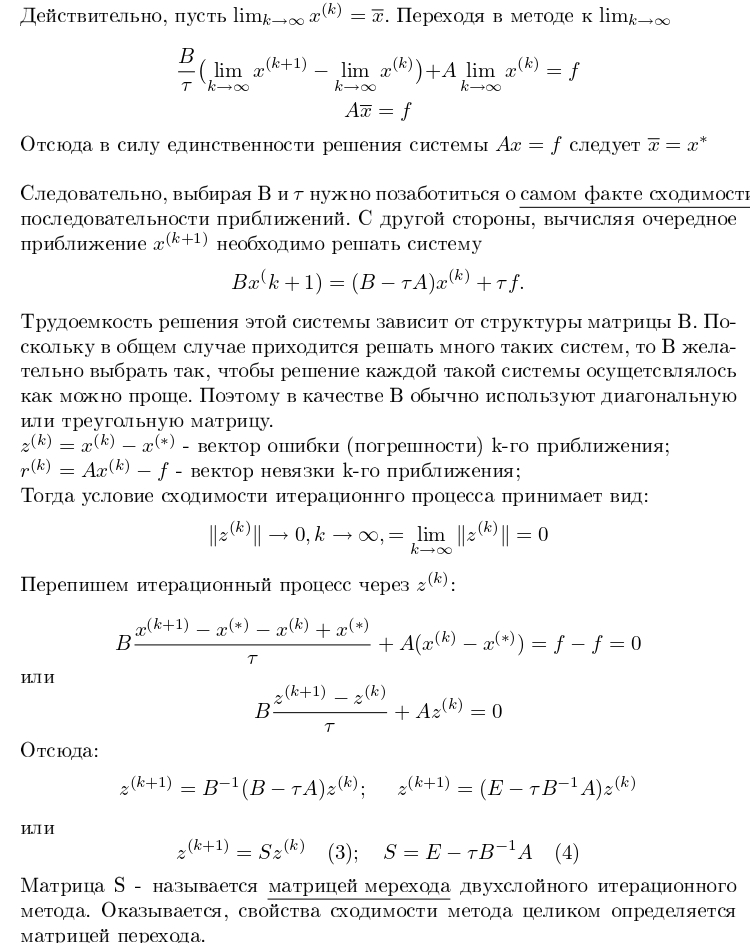 Действительно, пусть lim_{k→∞} x^{(k)} = x̅. Переходя в методе к lim_{k→∞}
B/τ (lim_{k→∞} x^{(k+1)} − lim_{k→∞} x^{(k)})+A lim_{k→∞} x^{(k)} = f
Ax̅ = f
Отсюда в силу единственности решения системы Ax = f следует x̅ = x*
Следовательно, выбирая B и τ нужно позаботиться о самом факте сходимости
последовательности приближений. С другой стороны, вычисляя очередное
приближение x^{(k+1)} необходимо решать систему
Bx^(k + 1) = (B − τA)x^{(k)} + τf.
Трудоемкость решения этой системы зависит от структуры матрицы B. По-
скольку в общем случае приходится решать много таких систем, то B жела-
тельно выбрать так, чтобы решение каждой такой системы осущетсвлялось
как можно проще. Поэтому в качестве B обычно используют диагональную
или треугольную матрицу.
z^{(k)} = x^{(k)} − x^{(*)} - вектор ошибки (погрешности) k-го приближения;
r^{(k)} = Ax^{(k)} − f - вектор невязки k-го приближения;
Тогда условие сходимости итерационнго процесса принимает вид:
‖z^{(k)}‖ → 0, k → ∞, = lim_{k→∞} ‖z^{(k)}‖ = 0
Перепишем итерационный процесс через z^{(k)}:
B (x^{(k+1)} − x^{(*)} − x^{(k)} + x^{(*)})/τ + A(x^{(k)} − x^{(*)}) = f − f = 0
или
B (z^{(k+1)} − z^{(k)})/τ + Az^{(k)} = 0
Отсюда:
z^{(k+1)} = B^{−1}(B − τA)z^{(k)}; z^{(k+1)} = (E − τB^{−1}A)z^{(k)}
или
z^{(k+1)} = Sz^{(k)} (3); S = E − τB^{−1}A (4)
Матрица S - называется матрицей мерехода двухслойного итерационного
метода. Оказывается, свойства сходимости метода целиком определяется
матрицей перехода.